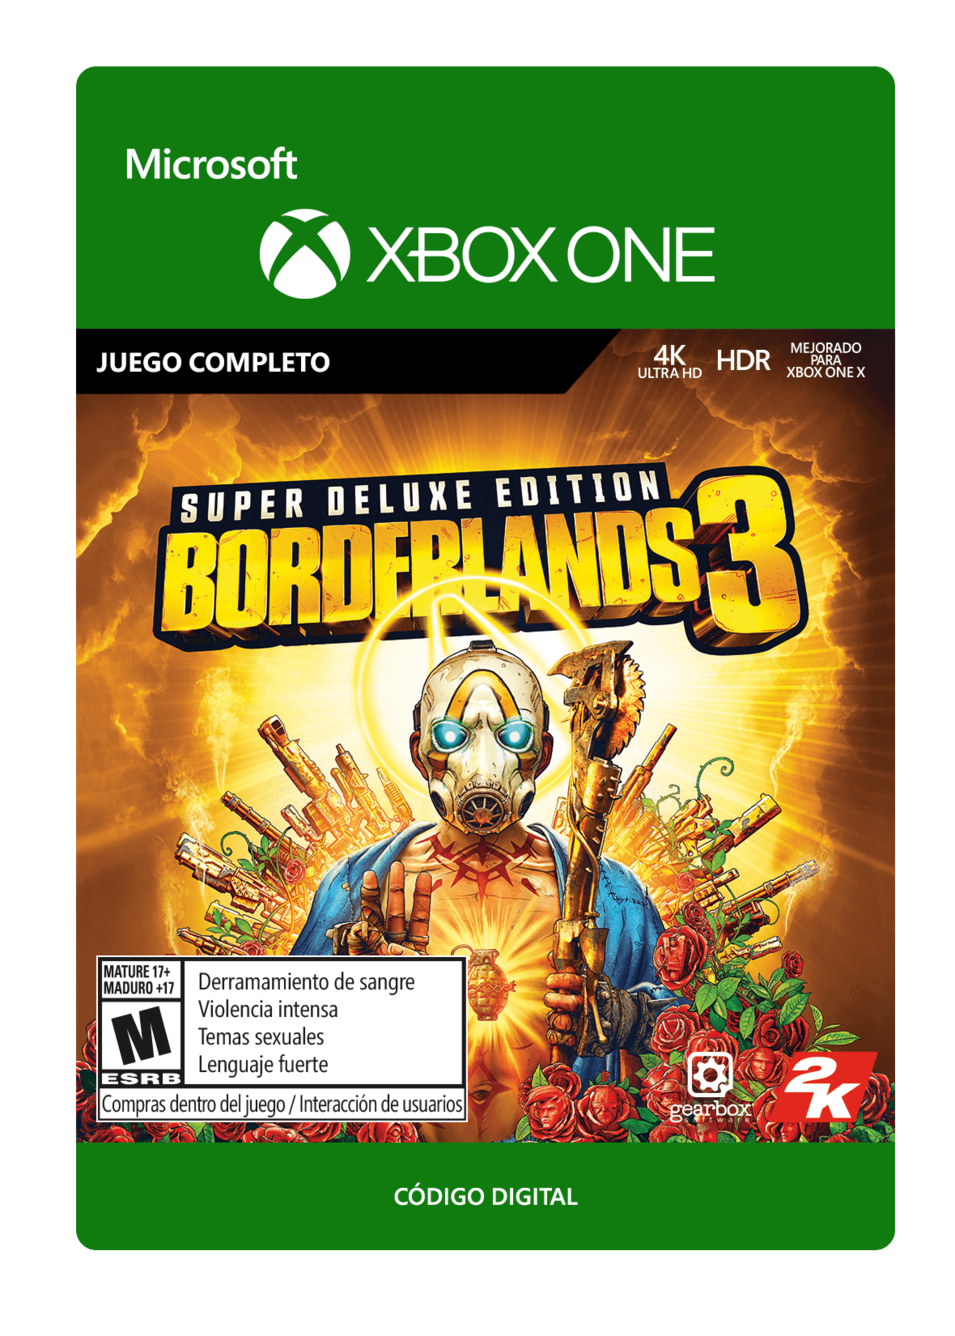 Microsoft
XBOX ONE
JUEGO COMPLETO
4K
ULTRA HD
HDR
MEJORADO
PARA
XBOX ONE X
SUPER DELUXE EDITION
BORDERLANDS 3
MATURE 17+
MADURO +17
M
ESRB
Derramamiento de sangre
Violencia intensa
Temas sexuales
Lenguaje fuerte
Compras dentro del juego / Interacción de usuarios
gearbox
software
2K
CÓDIGO DIGITAL